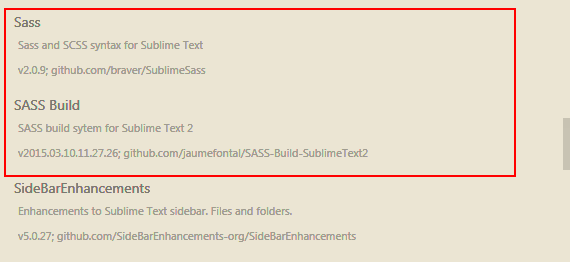 Sass
Sass and SCSS syntax for Sublime Text
v2.0.9; github.com/braver/SublimeSass
SASS Build
SASS build sytem for Sublime Text 2
v2015.03.10.11.27.26; github.com/jaumefontal/SASS-Build-SublimeText2
SideBarEnhancements
Enhancements to Sublime Text sidebar. Files and folders.
v5.0.27; github.com/SideBarEnhancements-org/SideBarEnhancements